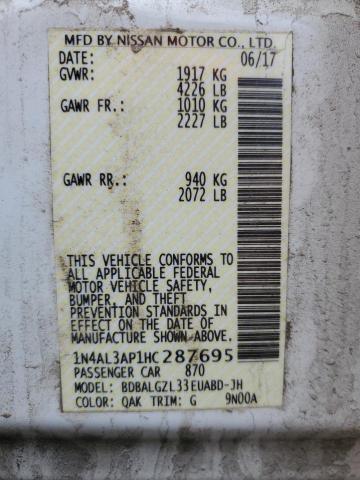 MFD BY NISSAN MOTOR CO., LTD.
DATE: 06/17
GVWR: 1917 KG
4226 LB
GAWR FR.: 1010 KG
2227 LB
GAWR RR.: 940 KG
2072 LB
THIS VEHICLE CONFORMS TO
ALL APPLICABLE FEDERAL
MOTOR VEHICLE SAFETY,
BUMPER, AND THEFT
PREVENTION STANDARDS IN
EFFECT ON THE DATE OF
MANUFACTURE SHOWN ABOVE.
1N4AL3AP1HC287695
PASSENGER CAR 870
MODEL: BDBALGZL33EUABD-JH
COLOR: QAK TRIM: G 9N00A